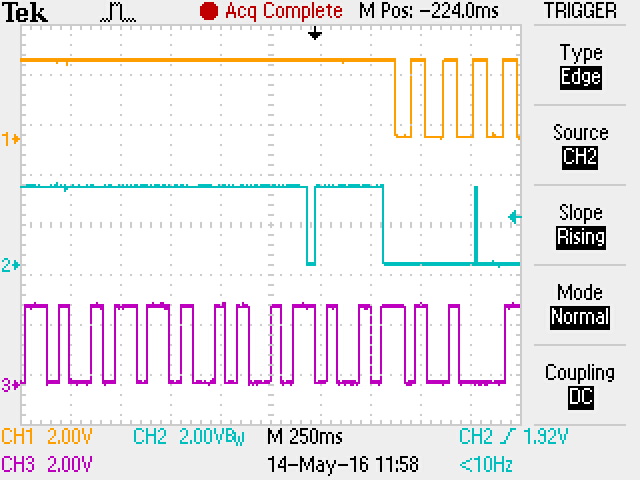 Tek Acq Complete M Pos: -224.0ms TRIGGER
Type
Edge
Source
CH2
Slope
Rising
Mode
Normal
Coupling
DC
1
2
3
CH1 2.00V CH2 2.00VBW M 250ms CH2 1.92V
CH3 2.00V 14-May-16 11:58 <10Hz